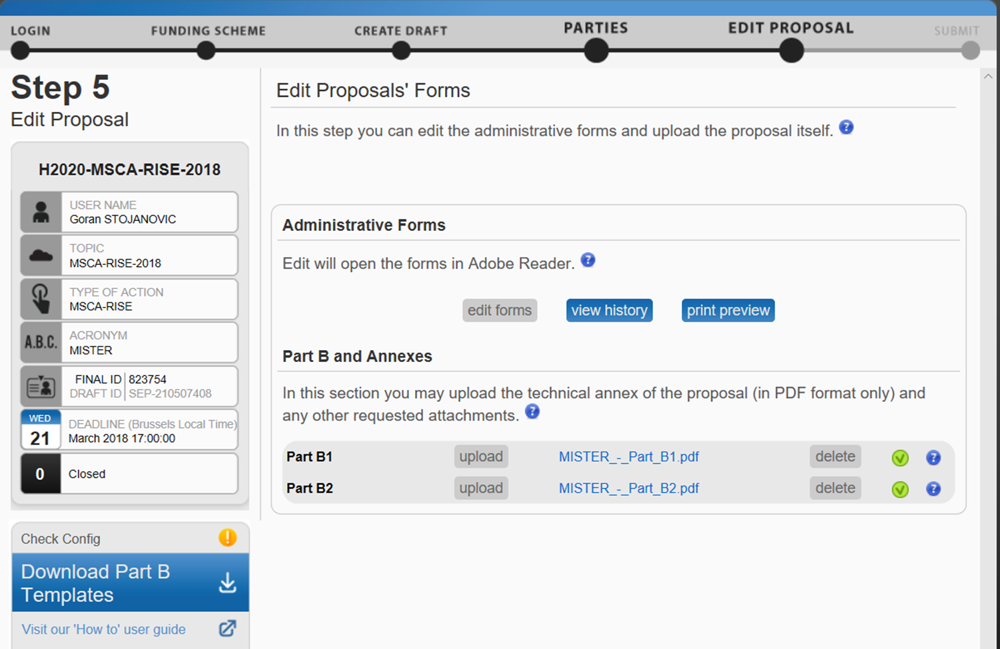 LOGIN
FUNDING SCHEME
CREATE DRAFT
PARTIES
EDIT PROPOSAL
SUBMIT
Step 5
Edit Proposal
H2020-MSCA-RISE-2018
USER NAME
Goran STOJANOVIC
TOPIC
MSCA-RISE-2018
TYPE OF ACTION
MSCA-RISE
A.B.C.
ACRONYM
MISTER
FINAL ID 823754
DRAFT ID SEP-210507408
WED
21
DEADLINE (Brussels Local Time)
March 2018 17:00:00
0
Closed
Check Config
Download Part B
Templates
Visit our 'How to' user guide
Edit Proposals' Forms
In this step you can edit the administrative forms and upload the proposal itself. ?
Administrative Forms
Edit will open the forms in Adobe Reader. ?
edit forms
view history
print preview
Part B and Annexes
In this section you may upload the technical annex of the proposal (in PDF format only) and
any other requested attachments. ?
Part B1 upload MISTER_-_Part_B1.pdf delete ?
Part B2 upload MISTER_-_Part_B2.pdf delete ?